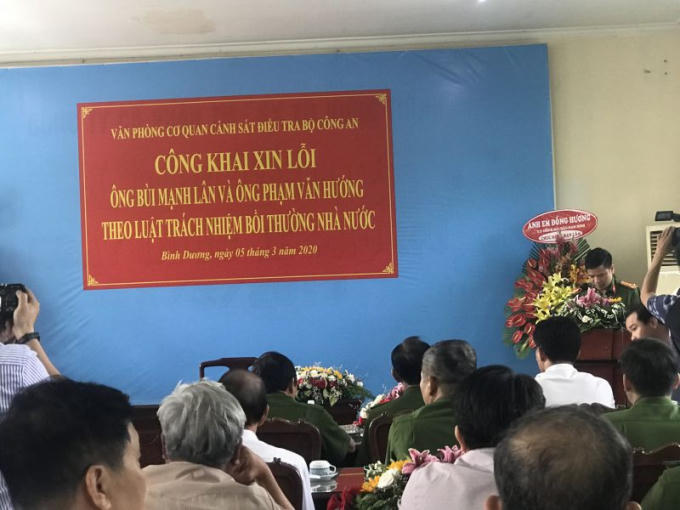 VĂN PHÒNG CƠ QUAN CẢNH SÁT ĐIỀU TRA BỘ CÔNG AN
CÔNG KHAI XIN LỖI
ÔNG BÙI MẠNH LÂN VÀ ÔNG PHẠM VĂN HƯỚNG
THEO LUẬT TRÁCH NHIỆM BỒI THƯỜNG NHÀ NƯỚC
Bình Dương, ngày 05 tháng 3 năm 2020
ANH EM ĐỒNG HƯƠNG